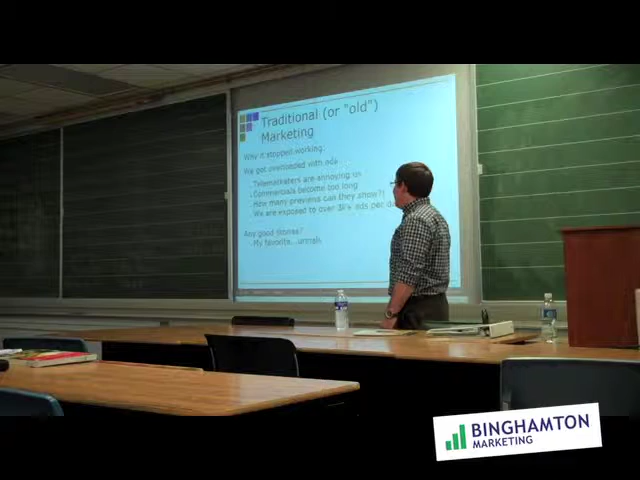 Traditional (or "old")
Marketing
Why it stopped working.
We got overloaded with ads...
Telemarketers are annoying us
Commercials become too long
How many previews can they show?!
We are exposed to over 3k+ ads per
Any good stories?
My favorite...
BINGHAMTON
MARKETING